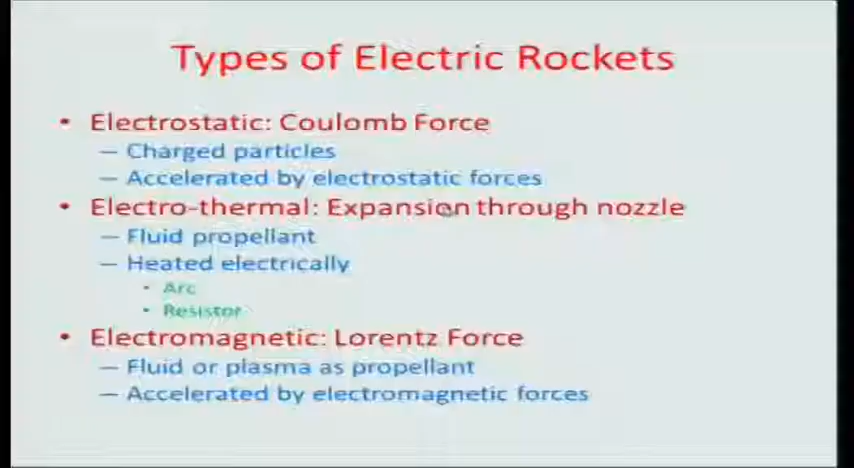 Types of Electric Rockets
• Electrostatic: Coulomb Force
– Charged particles
– Accelerated by electrostatic forces
• Electro-thermal: Expansion through nozzle
– Fluid propellant
– Heated electrically
• Arc
• Resistor
• Electromagnetic: Lorentz Force
– Fluid or plasma as propellant
– Accelerated by electromagnetic forces